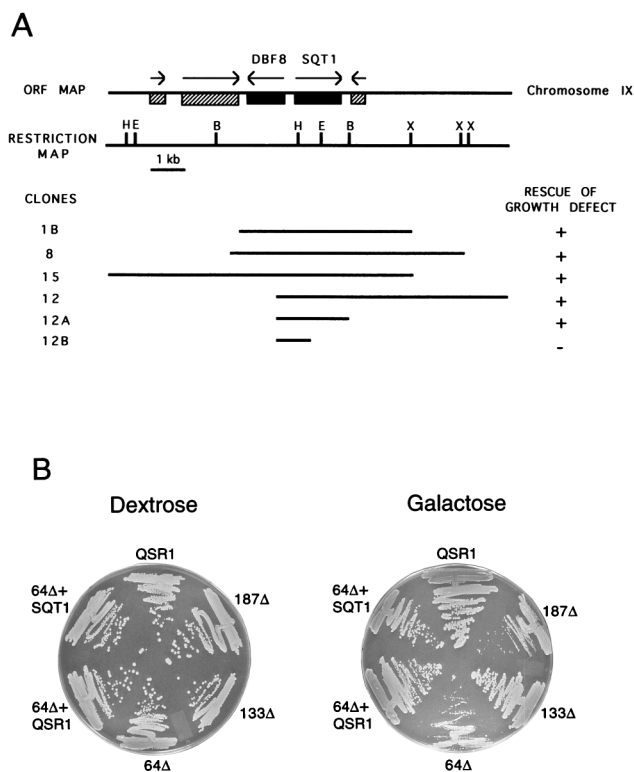 A
DBF8 SQT1
ORF MAP Chromosome IX
H E B H E B X X X
RESTRICTION MAP
1 kb
CLONES RESCUE OF GROWTH DEFECT
1B +
8 +
15 +
12 +
12A +
12B -
B
Dextrose Galactose
QSR1 QSR1
64Δ+ SQT1 187Δ 64Δ+ SQT1 187Δ
64Δ+ QSR1 133Δ 64Δ+ QSR1 133Δ
64Δ 64Δ